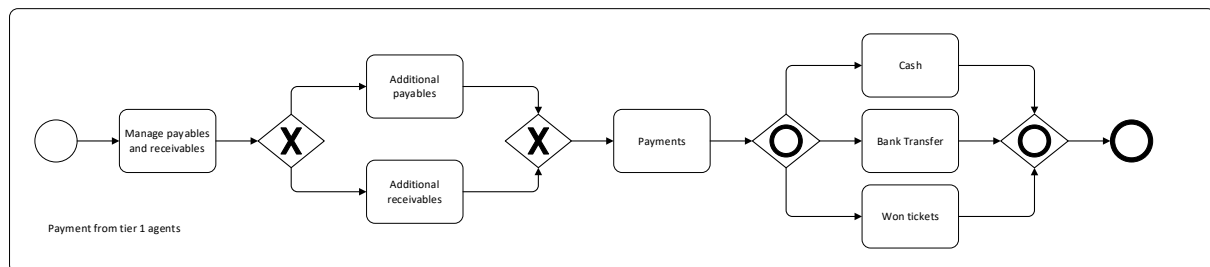 Manage payables
and receivables
X
Additional
payables
Additional
receivables
X
Payments
Cash
Bank Transfer
Won tickets
Payment from tier 1 agents